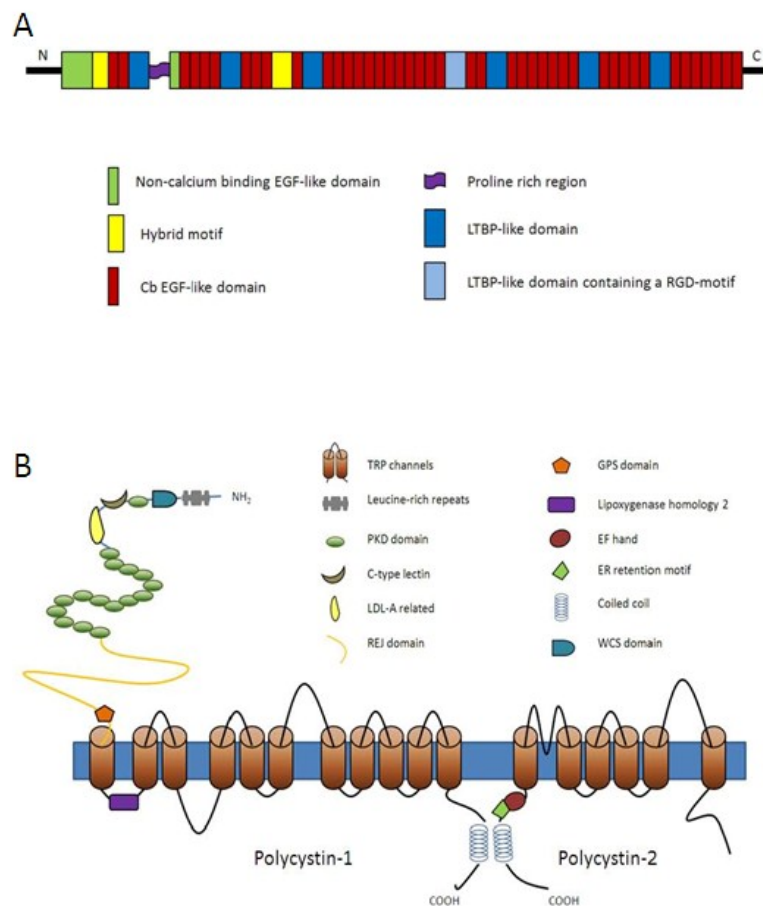 A
N
C
Non-calcium binding EGF-like domain
Proline rich region
Hybrid motif
LTBP-like domain
Cb EGF-like domain
LTBP-like domain containing a RGD-motif
B
NH₂
TRP channels
GPS domain
Leucine-rich repeats
Lipoxygenase homology 2
PKD domain
EF hand
C-type lectin
ER retention motif
LDL-A related
Coiled coil
REJ domain
WCS domain
Polycystin-1
Polycystin-2
COOH
COOH